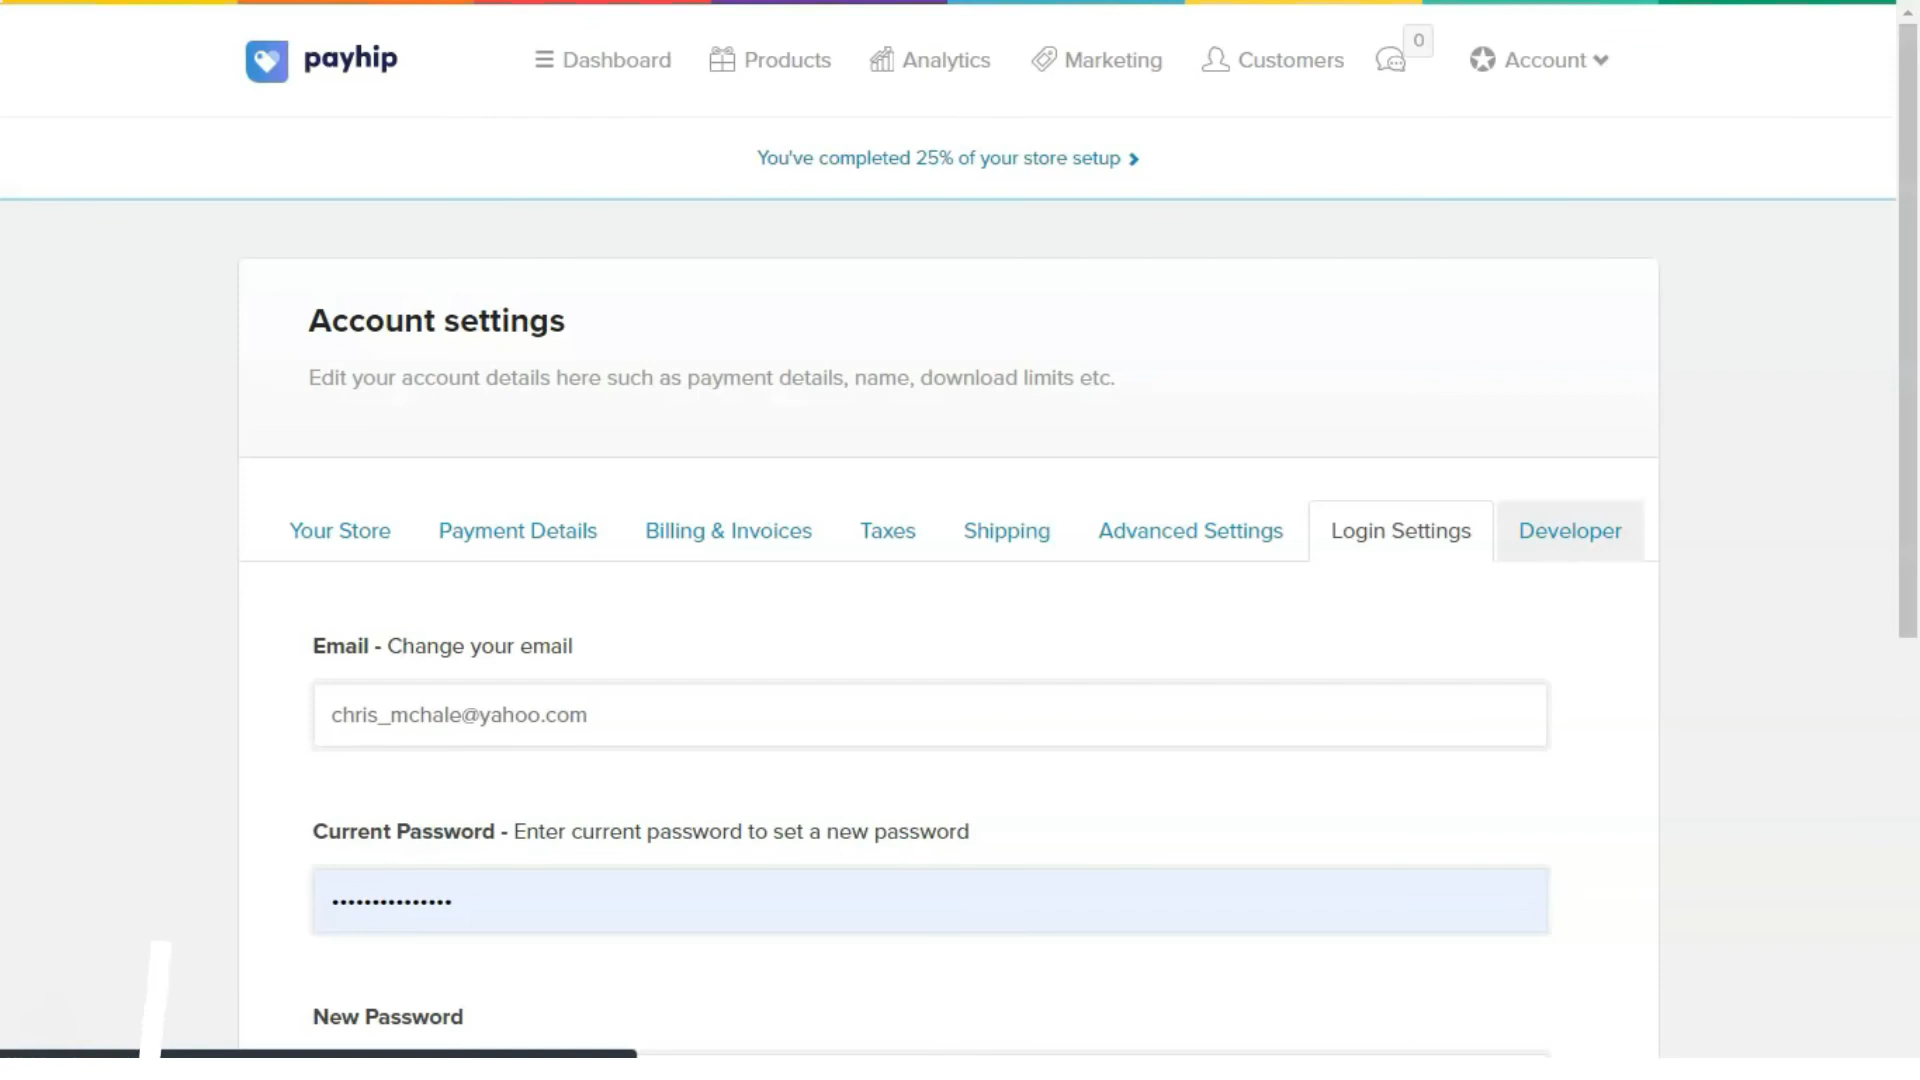 payhip
Dashboard
Products
Analytics
Marketing
Customers
0
Account
You've completed 25% of your store setup
Account settings
Edit your account details here such as payment details, name, download limits etc.
Your Store
Payment Details
Billing & Invoices
Taxes
Shipping
Advanced Settings
Login Settings
Developer
Email - Change your email
chris_mchale@yahoo.com
Current Password - Enter current password to set a new password
•••••••••••••••
New Password